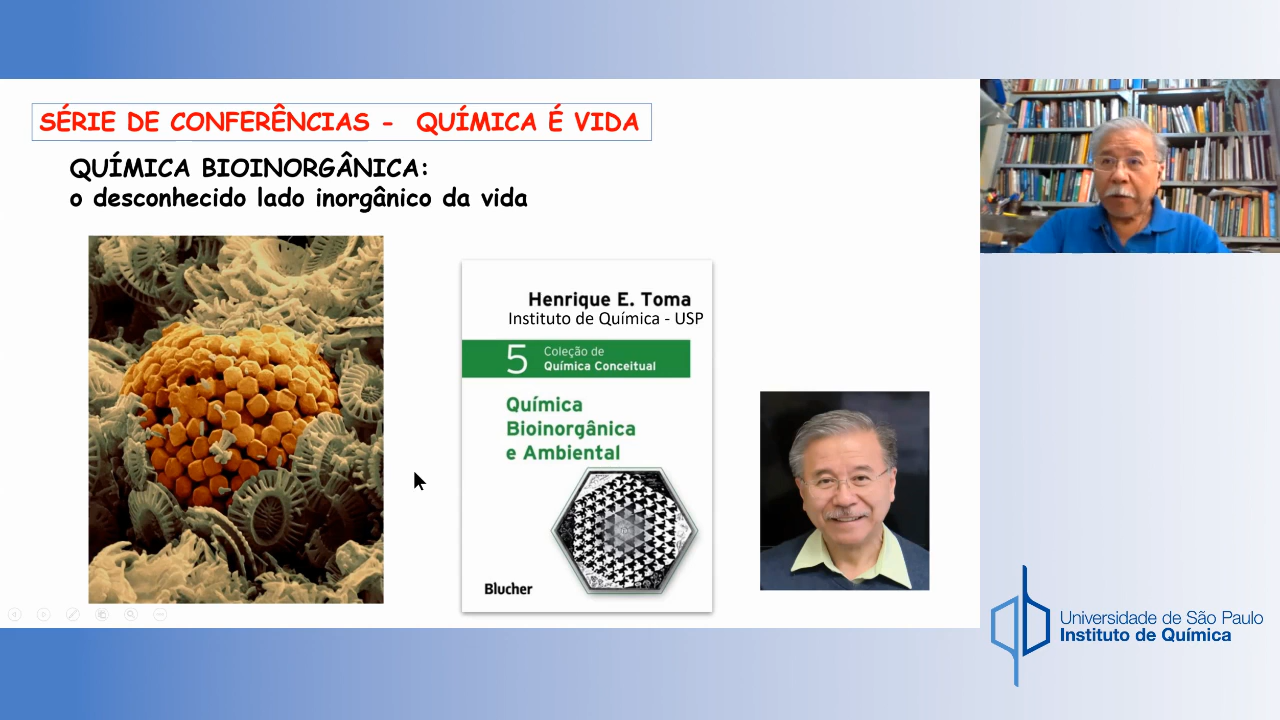 SÉRIE DE CONFERÊNCIAS - QUÍMICA É VIDA
QUÍMICA BIOINORGÂNICA:
o desconhecido lado inorgânico da vida
Henrique E. Toma
Instituto de Química - USP
5
Coleção de
Química Conceitual
Química
Bioinorgânica
e Ambiental
Blucher
Universidade de São Paulo
Instituto de Química